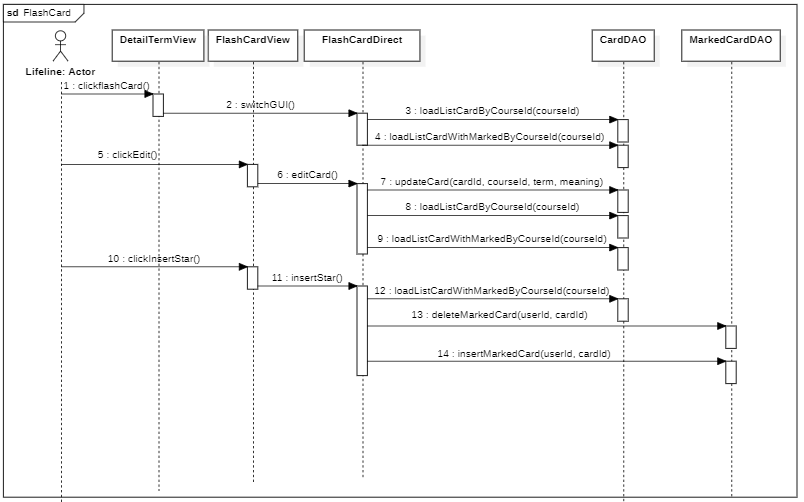 sd FlashCard
DetailTermView
FlashCardView
FlashCardDirect
CardDAO
MarkedCardDAO
Lifeline: Actor
1 : clickflashCard()
2 : switchGUI()
3 : loadListCardByCourseId(courseId)
4 : loadListCardWithMarkedByCourseId(courseId)
5 : clickEdit()
6 : editCard()
7 : updateCard(cardId, courseId, term, meaning)
8 : loadListCardByCourseId(courseId)
9 : loadListCardWithMarkedByCourseId(courseId)
10 : clickInsertStar()
11 : insertStar()
12 : loadListCardWithMarkedByCourseId(courseId)
13 : deleteMarkedCard(userId, cardId)
14 : insertMarkedCard(userId, cardId)